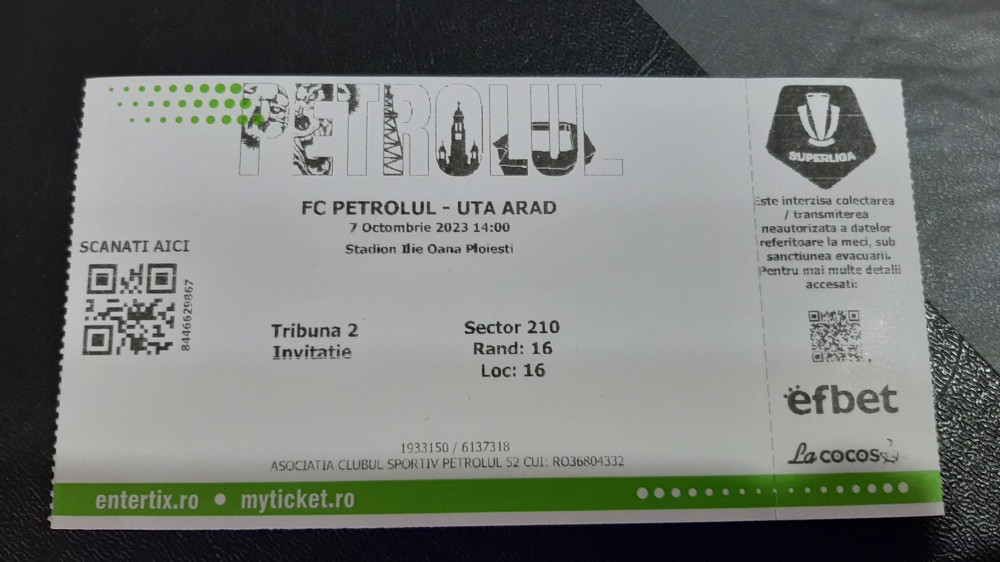 PETROLUL
FC PETROLUL - UTA ARAD
7 Octombrie 2023 14:00
Stadion Ilie Oana Ploiesti
SCANATI AICI
8446629867
Tribuna 2
Invitatie
Sector 210
Rand: 16
Loc: 16
1933150 / 6137318
ASOCIATIA CLUBUL SPORTIV PETROLUL 52 CUI: RO36804332
entertix.ro • myticket.ro
SUPERLIGA
Este interzisa colectarea
/ transmiterea
neautorizata a datelor
referitoare la meci, sub
sanctiunea evacuarii.
Pentru mai multe detalii
accesati:
efbet
La cocos